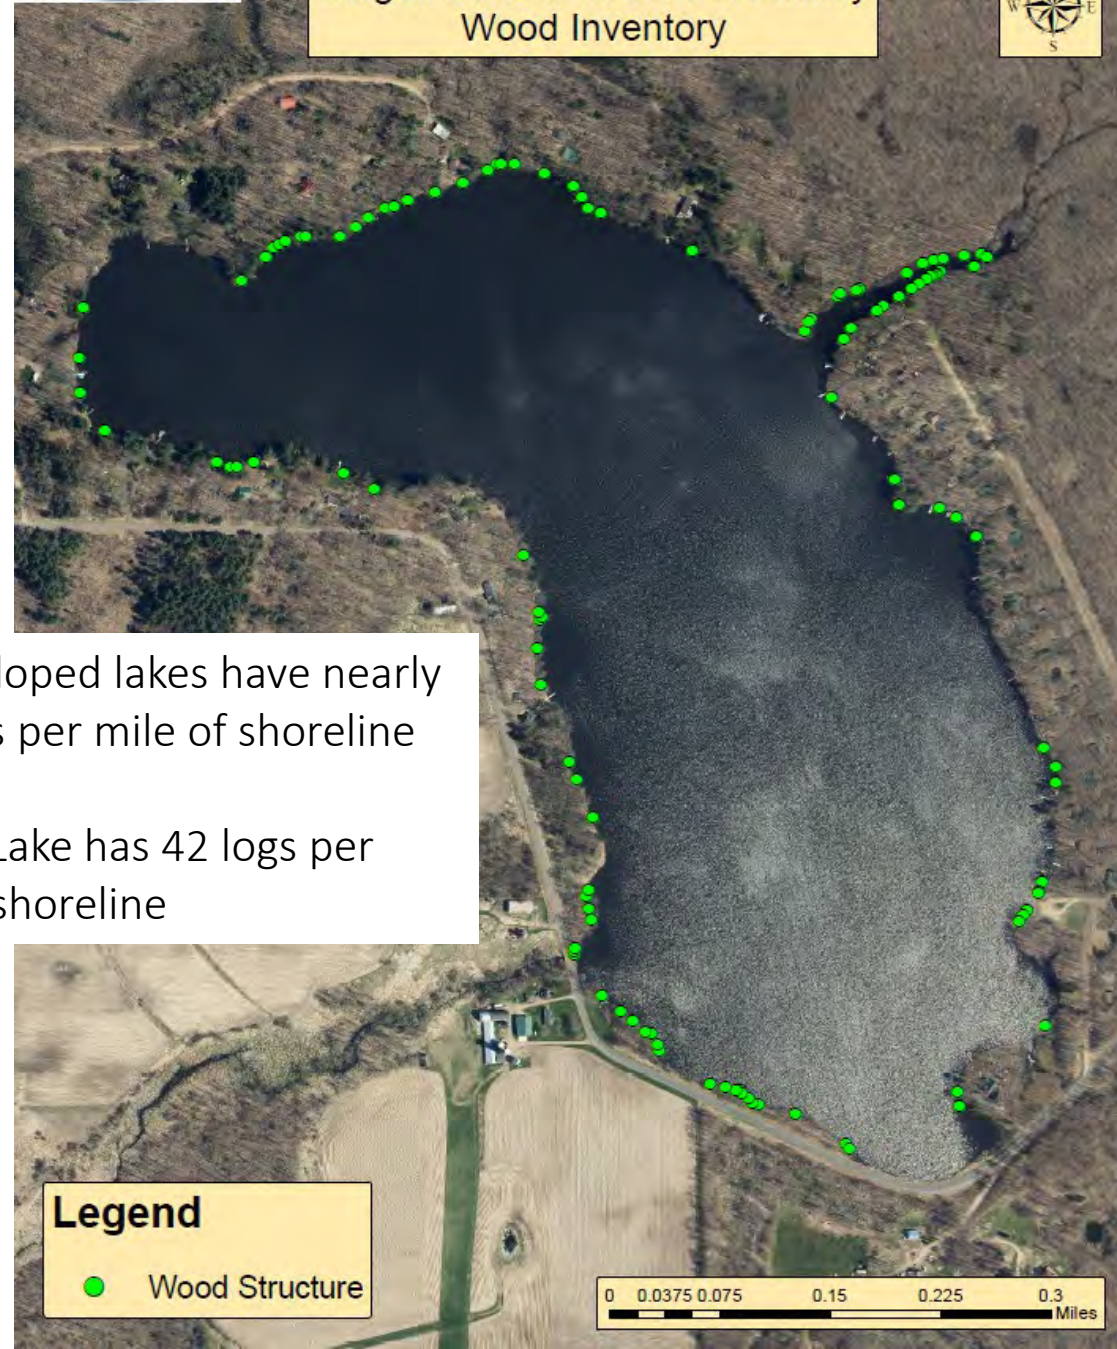 Wood Inventory
W E
S
lakes have nearly
per mile of shoreline
Lake has 42 logs per
shoreline
Legend
Wood Structure
0 0.0375 0.075 0.15 0.225 0.3
Miles